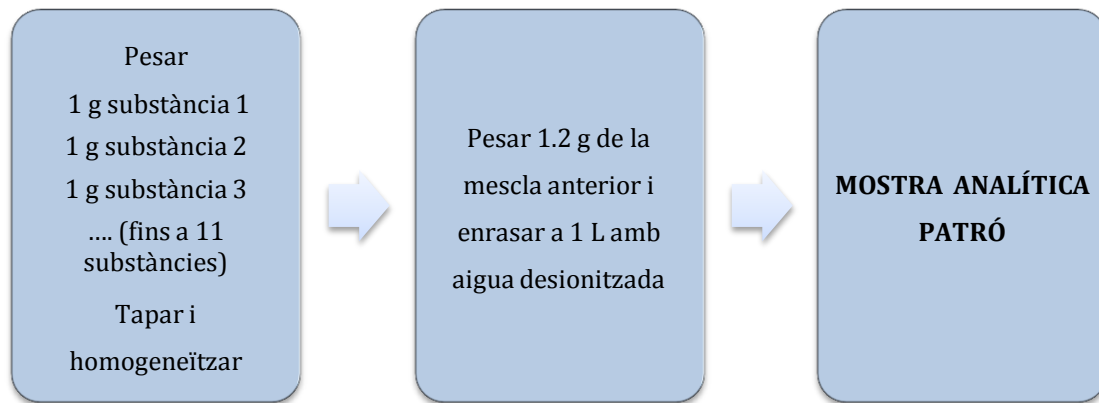 Pesar
1 g substància 1
1 g substància 2
1 g substància 3
…. (fins a 11
substàncies)
Tapar i
homogeneïtzar
Pesar 1.2 g de la
mescla anterior i
enrasar a 1 L amb
aigua desionitzada
MOSTRA ANALÍTICA
PATRÓ